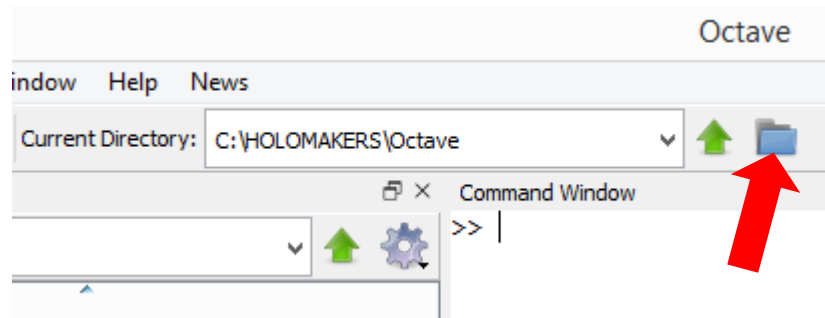 Octave
indow Help News
Current Directory: C:\HOLOMAKERS\Octave
Command Window
>>